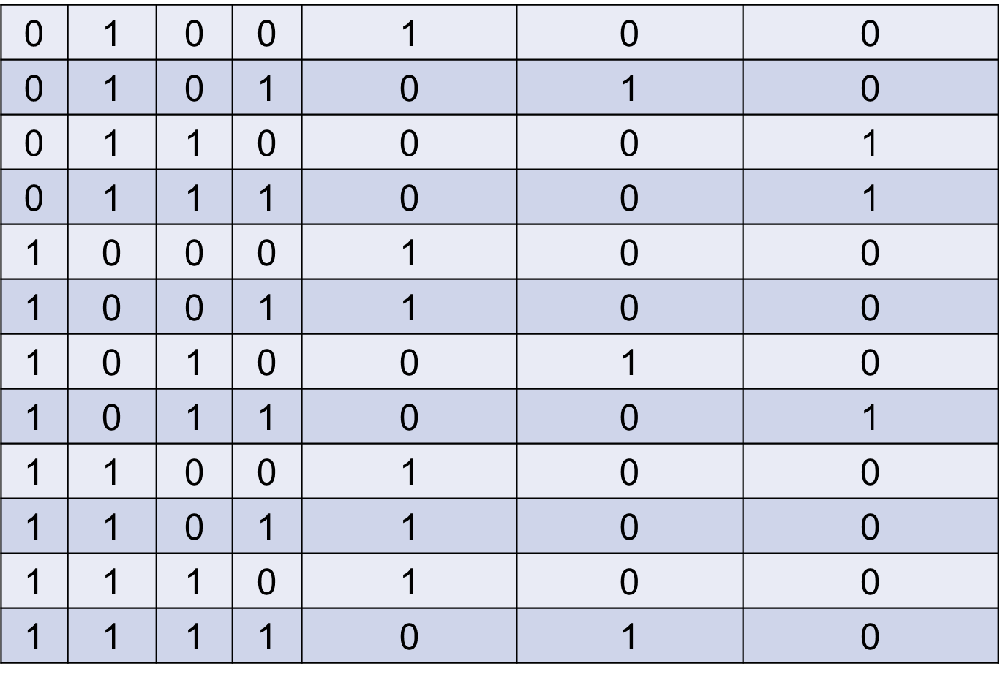 0 1 0 0 1 0 0
0 1 0 1 0 1 0
0 1 1 0 0 0 1
0 1 1 1 0 0 1
1 0 0 0 1 0 0
1 0 0 1 1 0 0
1 0 1 0 0 1 0
1 0 1 1 0 0 1
1 1 0 0 1 0 0
1 1 0 1 1 0 0
1 1 1 0 1 0 0
1 1 1 1 0 1 0